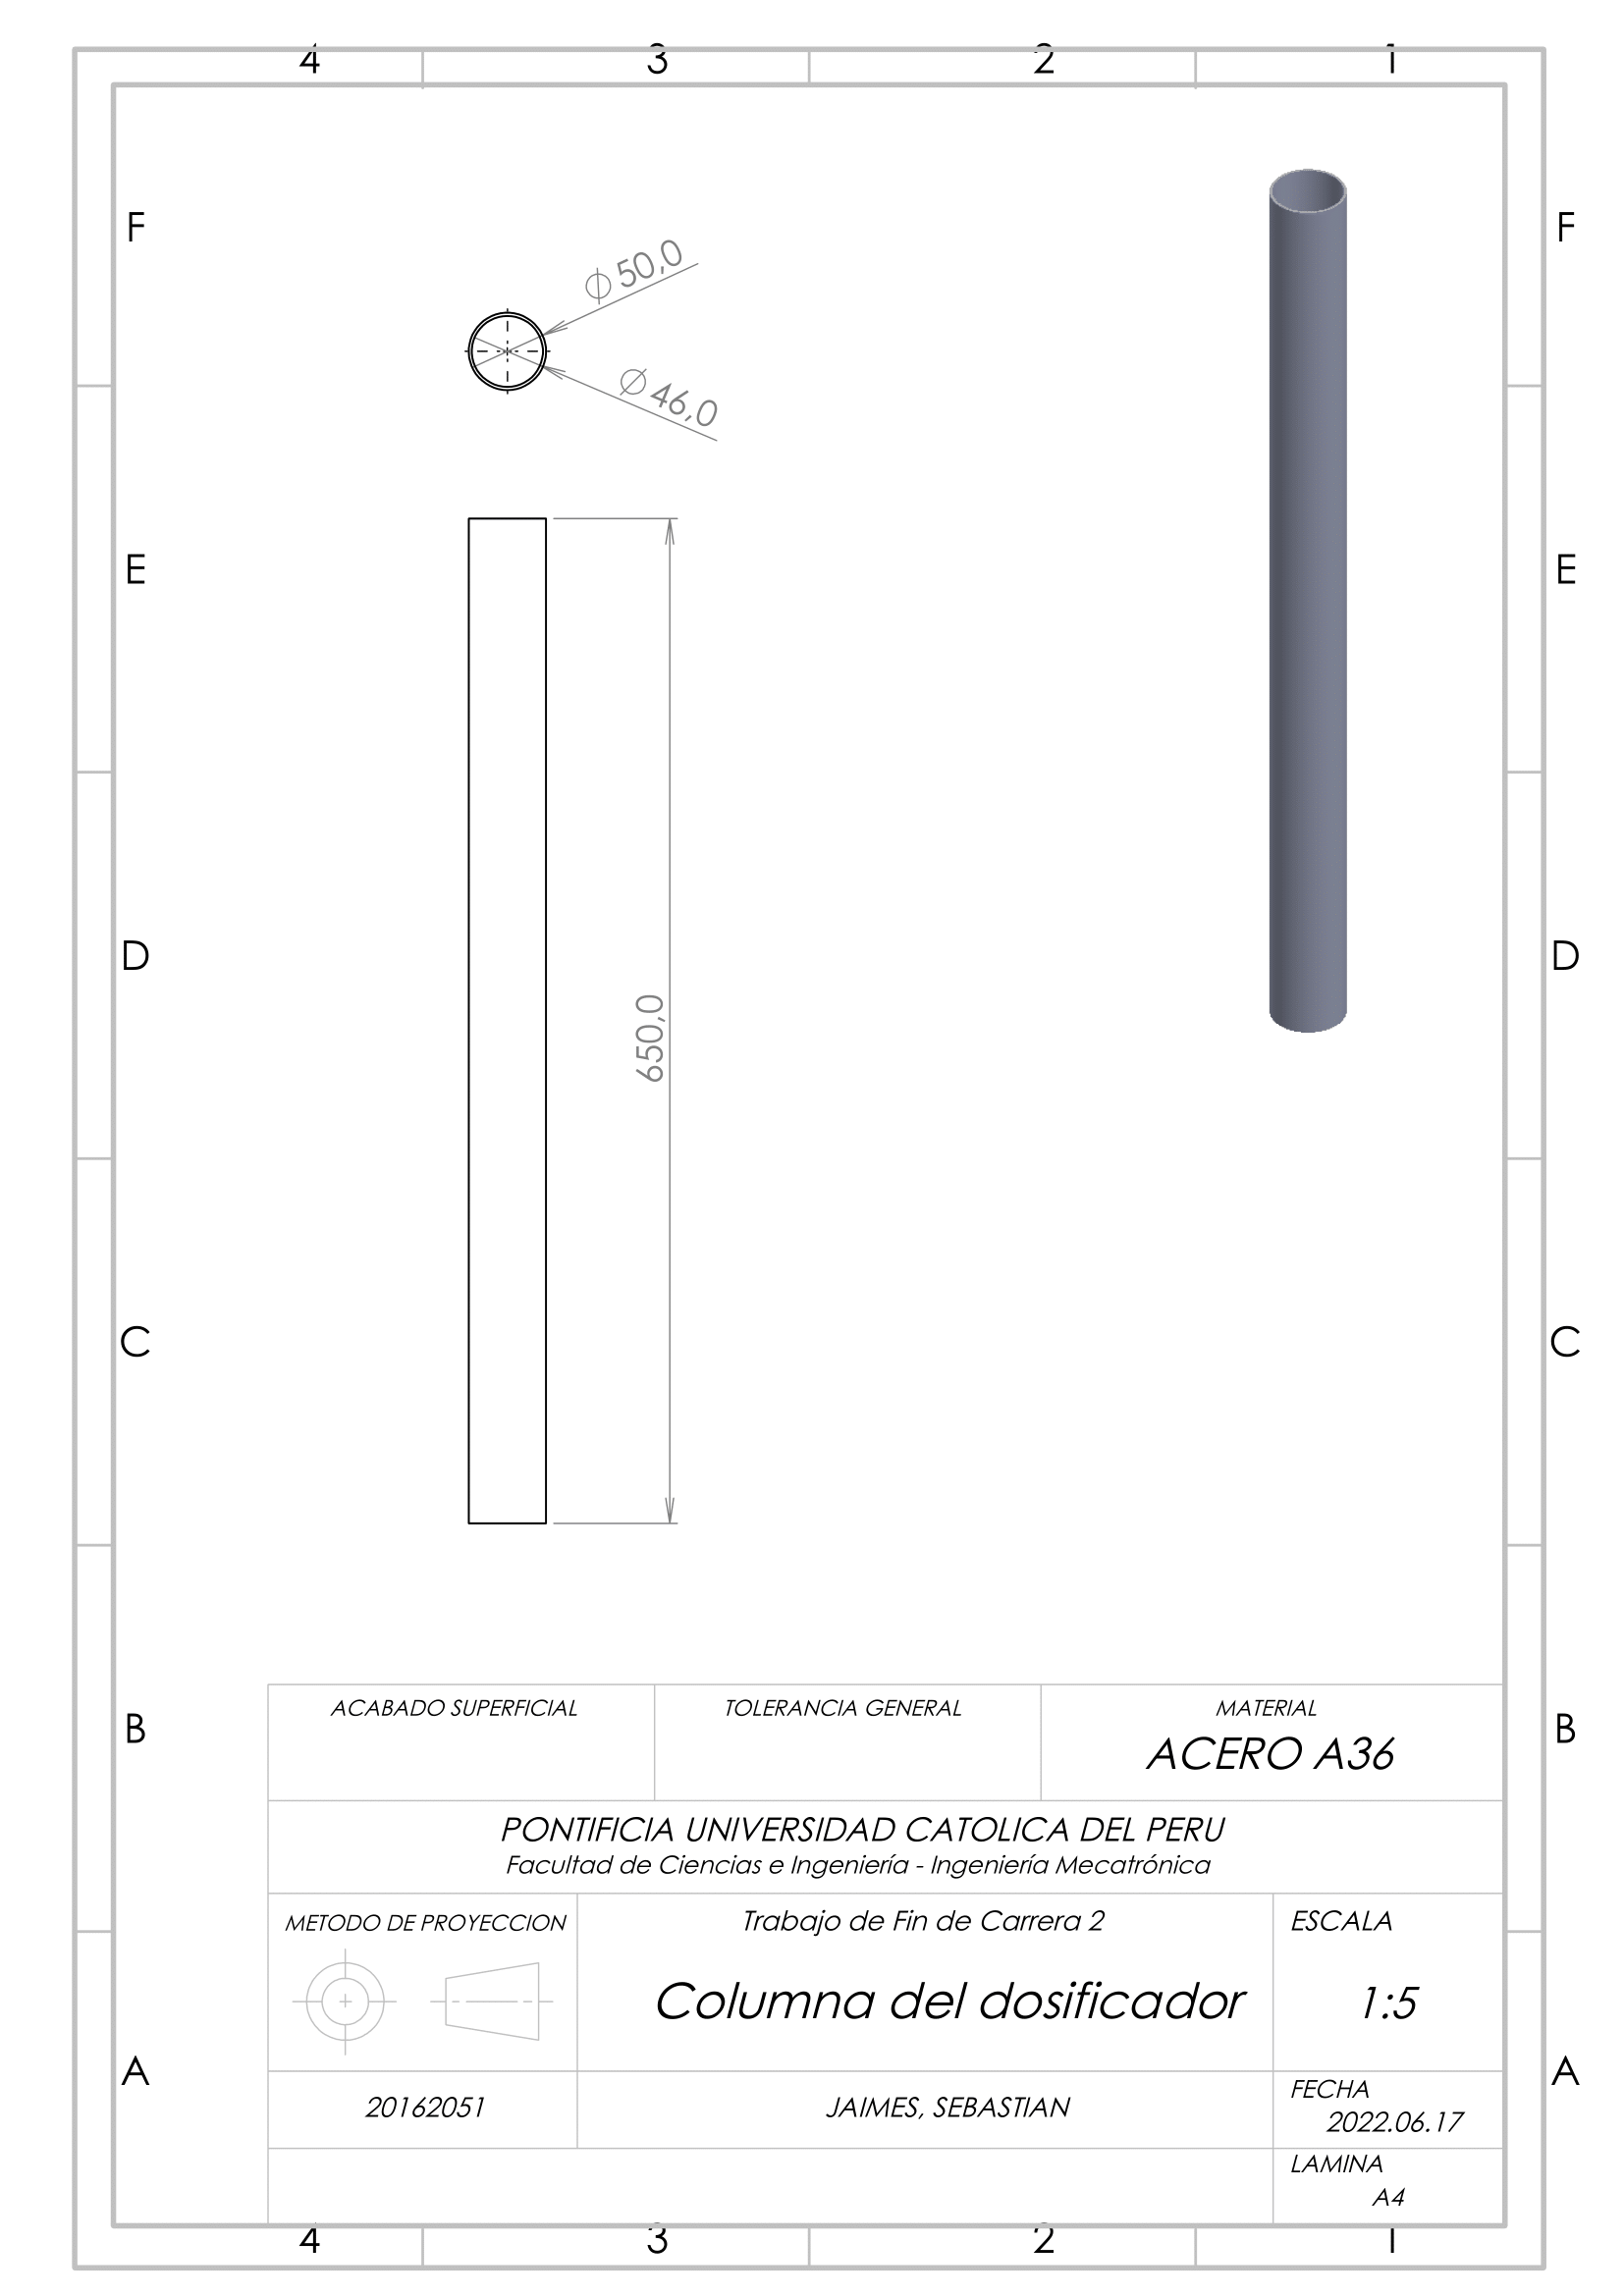 4 3 2 1
F F
⌀ 50,0
⌀ 46,0
E E
650,0
D D
C C
B B
ACABADO SUPERFICIAL
TOLERANCIA GENERAL
MATERIAL
ACERO A36
PONTIFICIA UNIVERSIDAD CATOLICA DEL PERU
Facultad de Ciencias e Ingeniería - Ingeniería Mecatrónica
METODO DE PROYECCION
Trabajo de Fin de Carrera 2
Columna del dosificador
ESCALA
1:5
A A
20162051
JAIMES, SEBASTIAN
FECHA
2022.06.17
LAMINA
A4
4 3 2 1